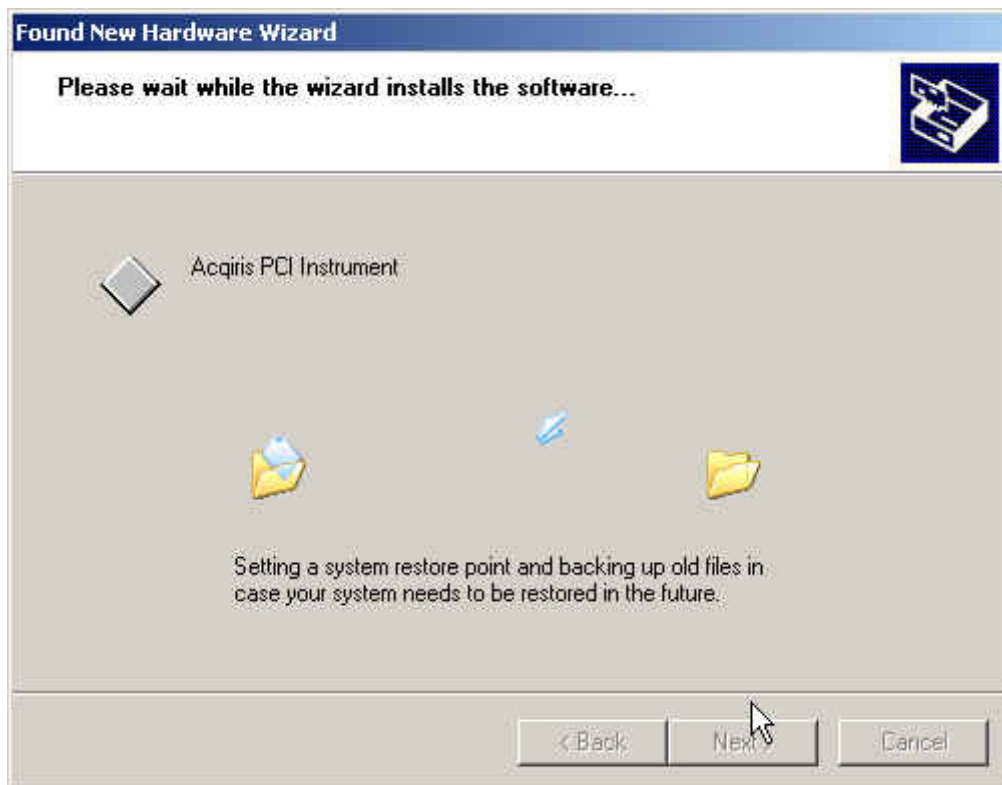 Found New Hardware Wizard
Please wait while the wizard installs the software...
Acqiris PCI Instrument
Setting a system restore point and backing up old files in
case your system needs to be restored in the future.
< Back
Next >
Cancel